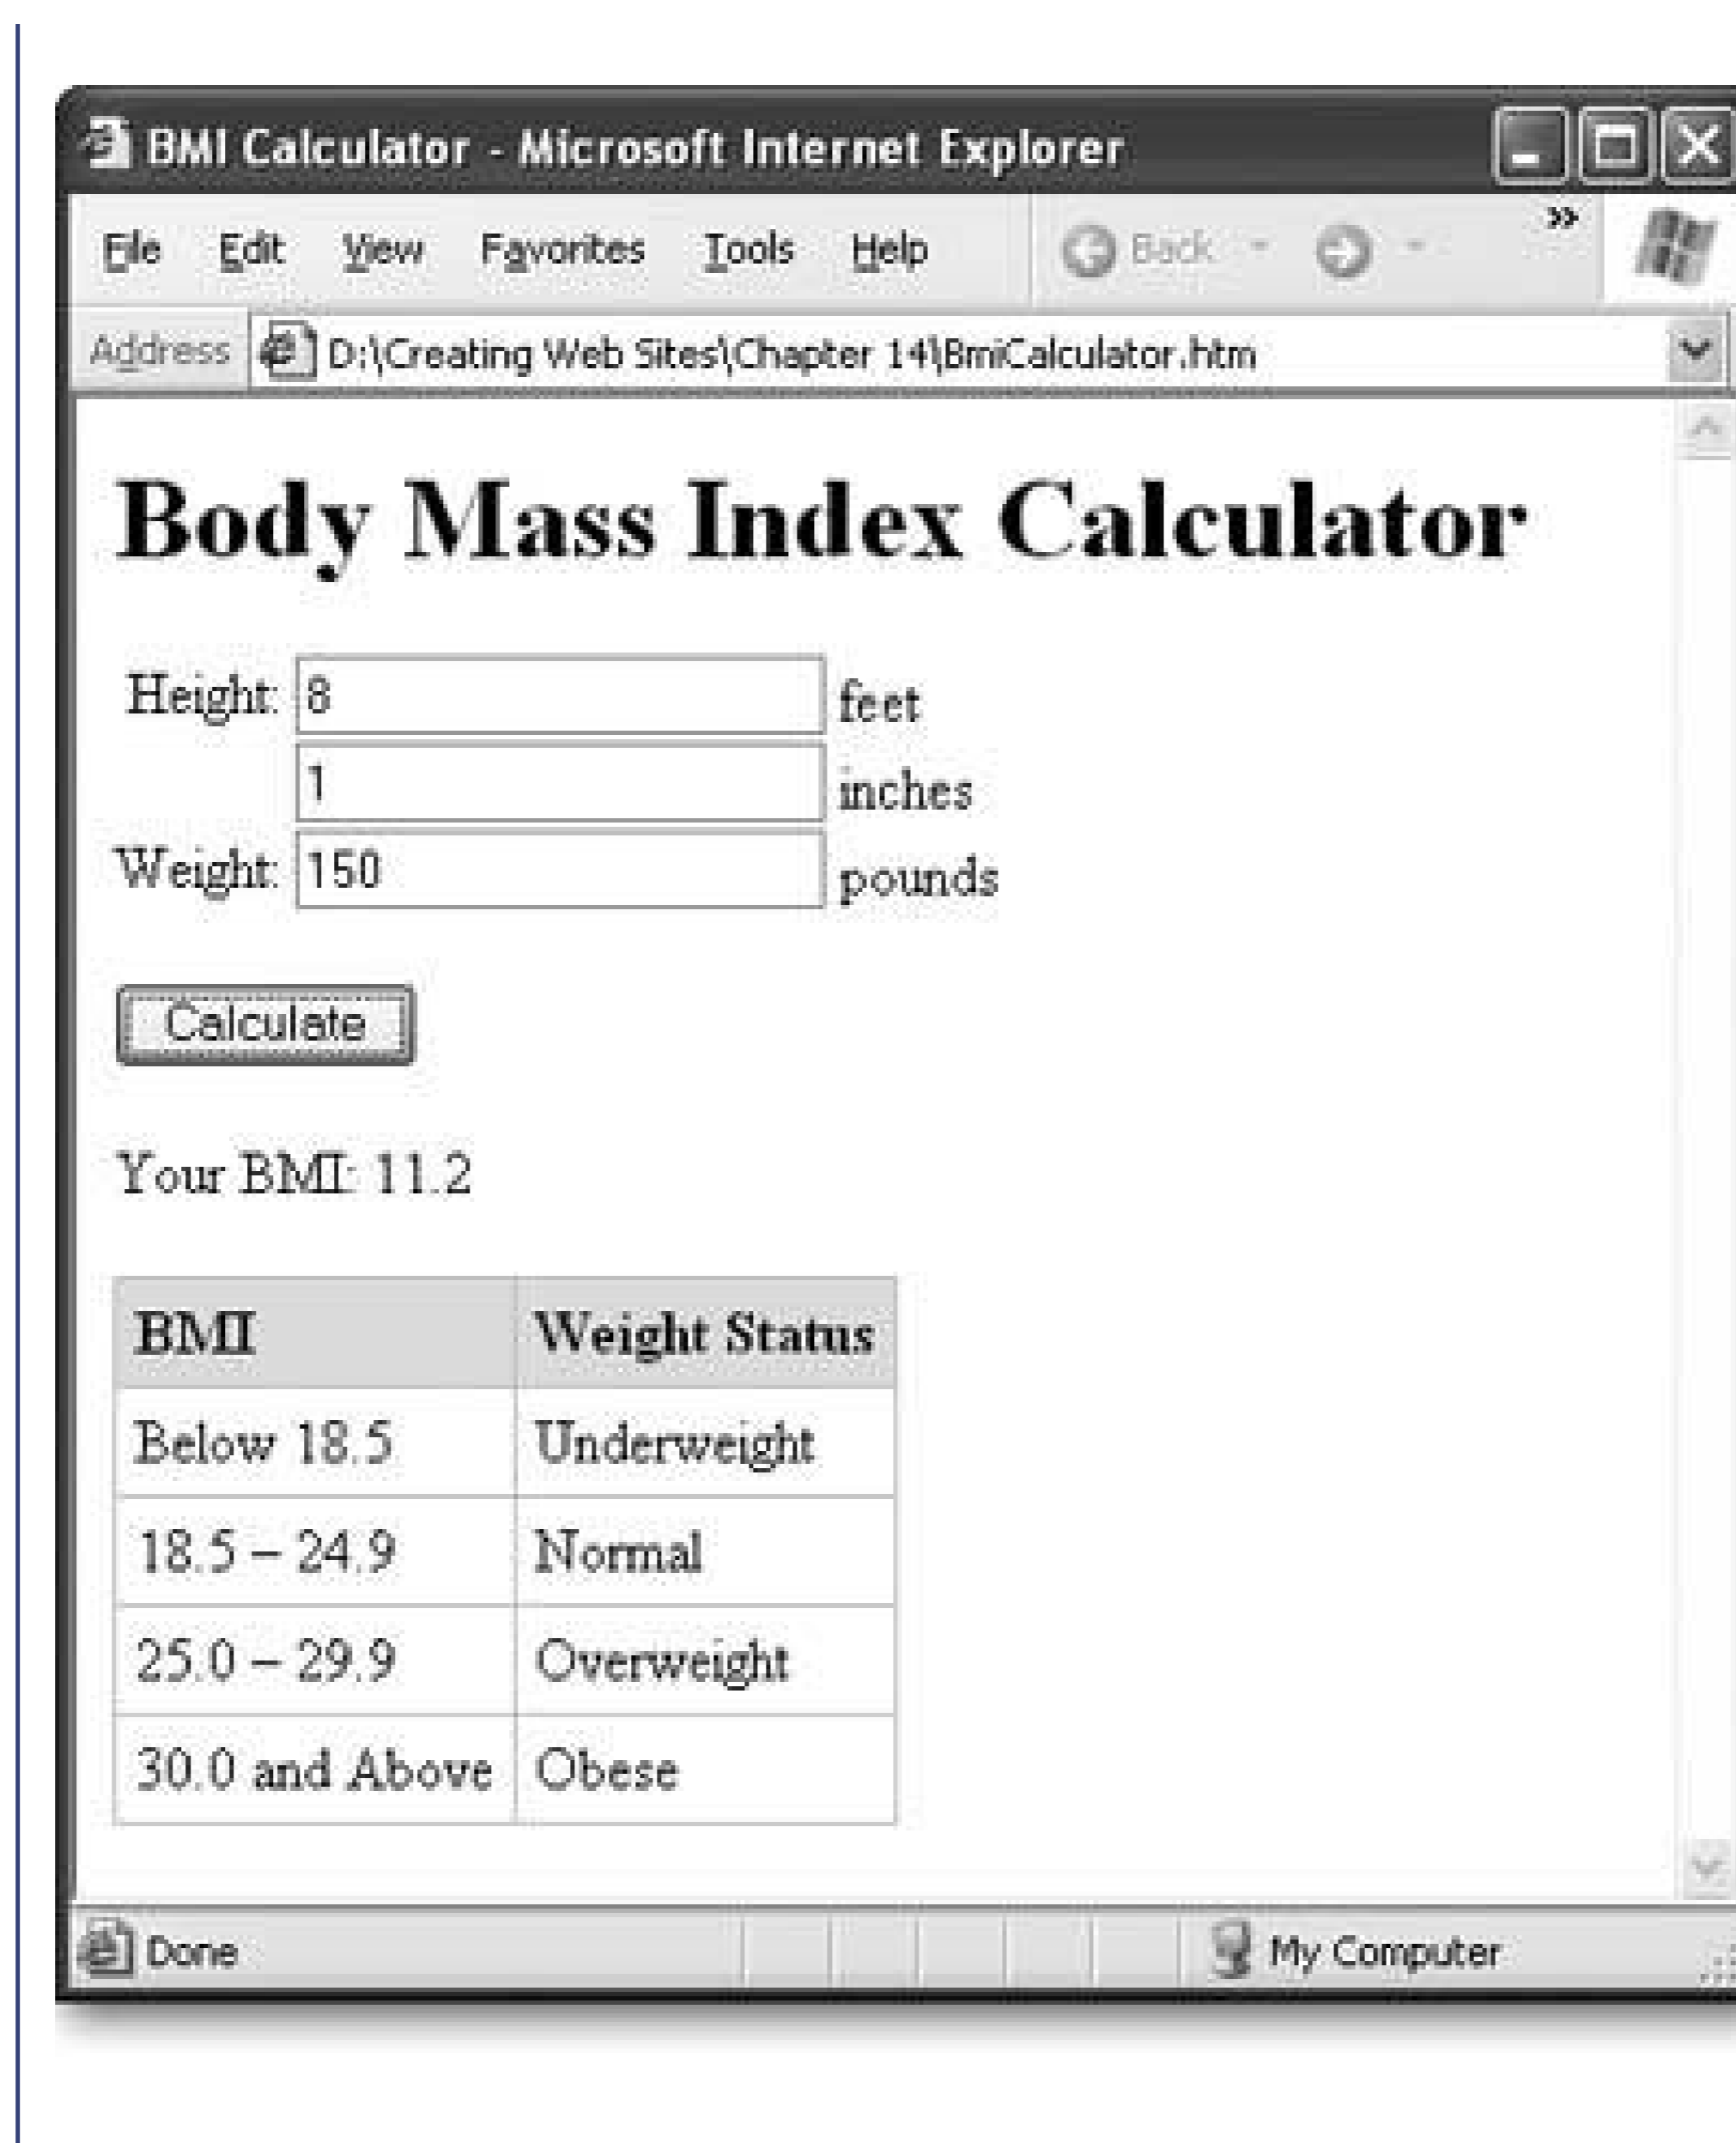 BMI Calculator - Microsoft Internet Explorer
File Edit View Favorites Tools Help Back »
Address D:\Creating Web Sites\Chapter 14\BmiCalculator.htm
Body Mass Index Calculator
Height: 8 feet
1 inches
Weight: 150 pounds
Calculate
Your BMI: 11.2
BMI Weight Status
Below 18.5 Underweight
18.5 – 24.9 Normal
25.0 – 29.9 Overweight
30.0 and Above Obese
Done My Computer